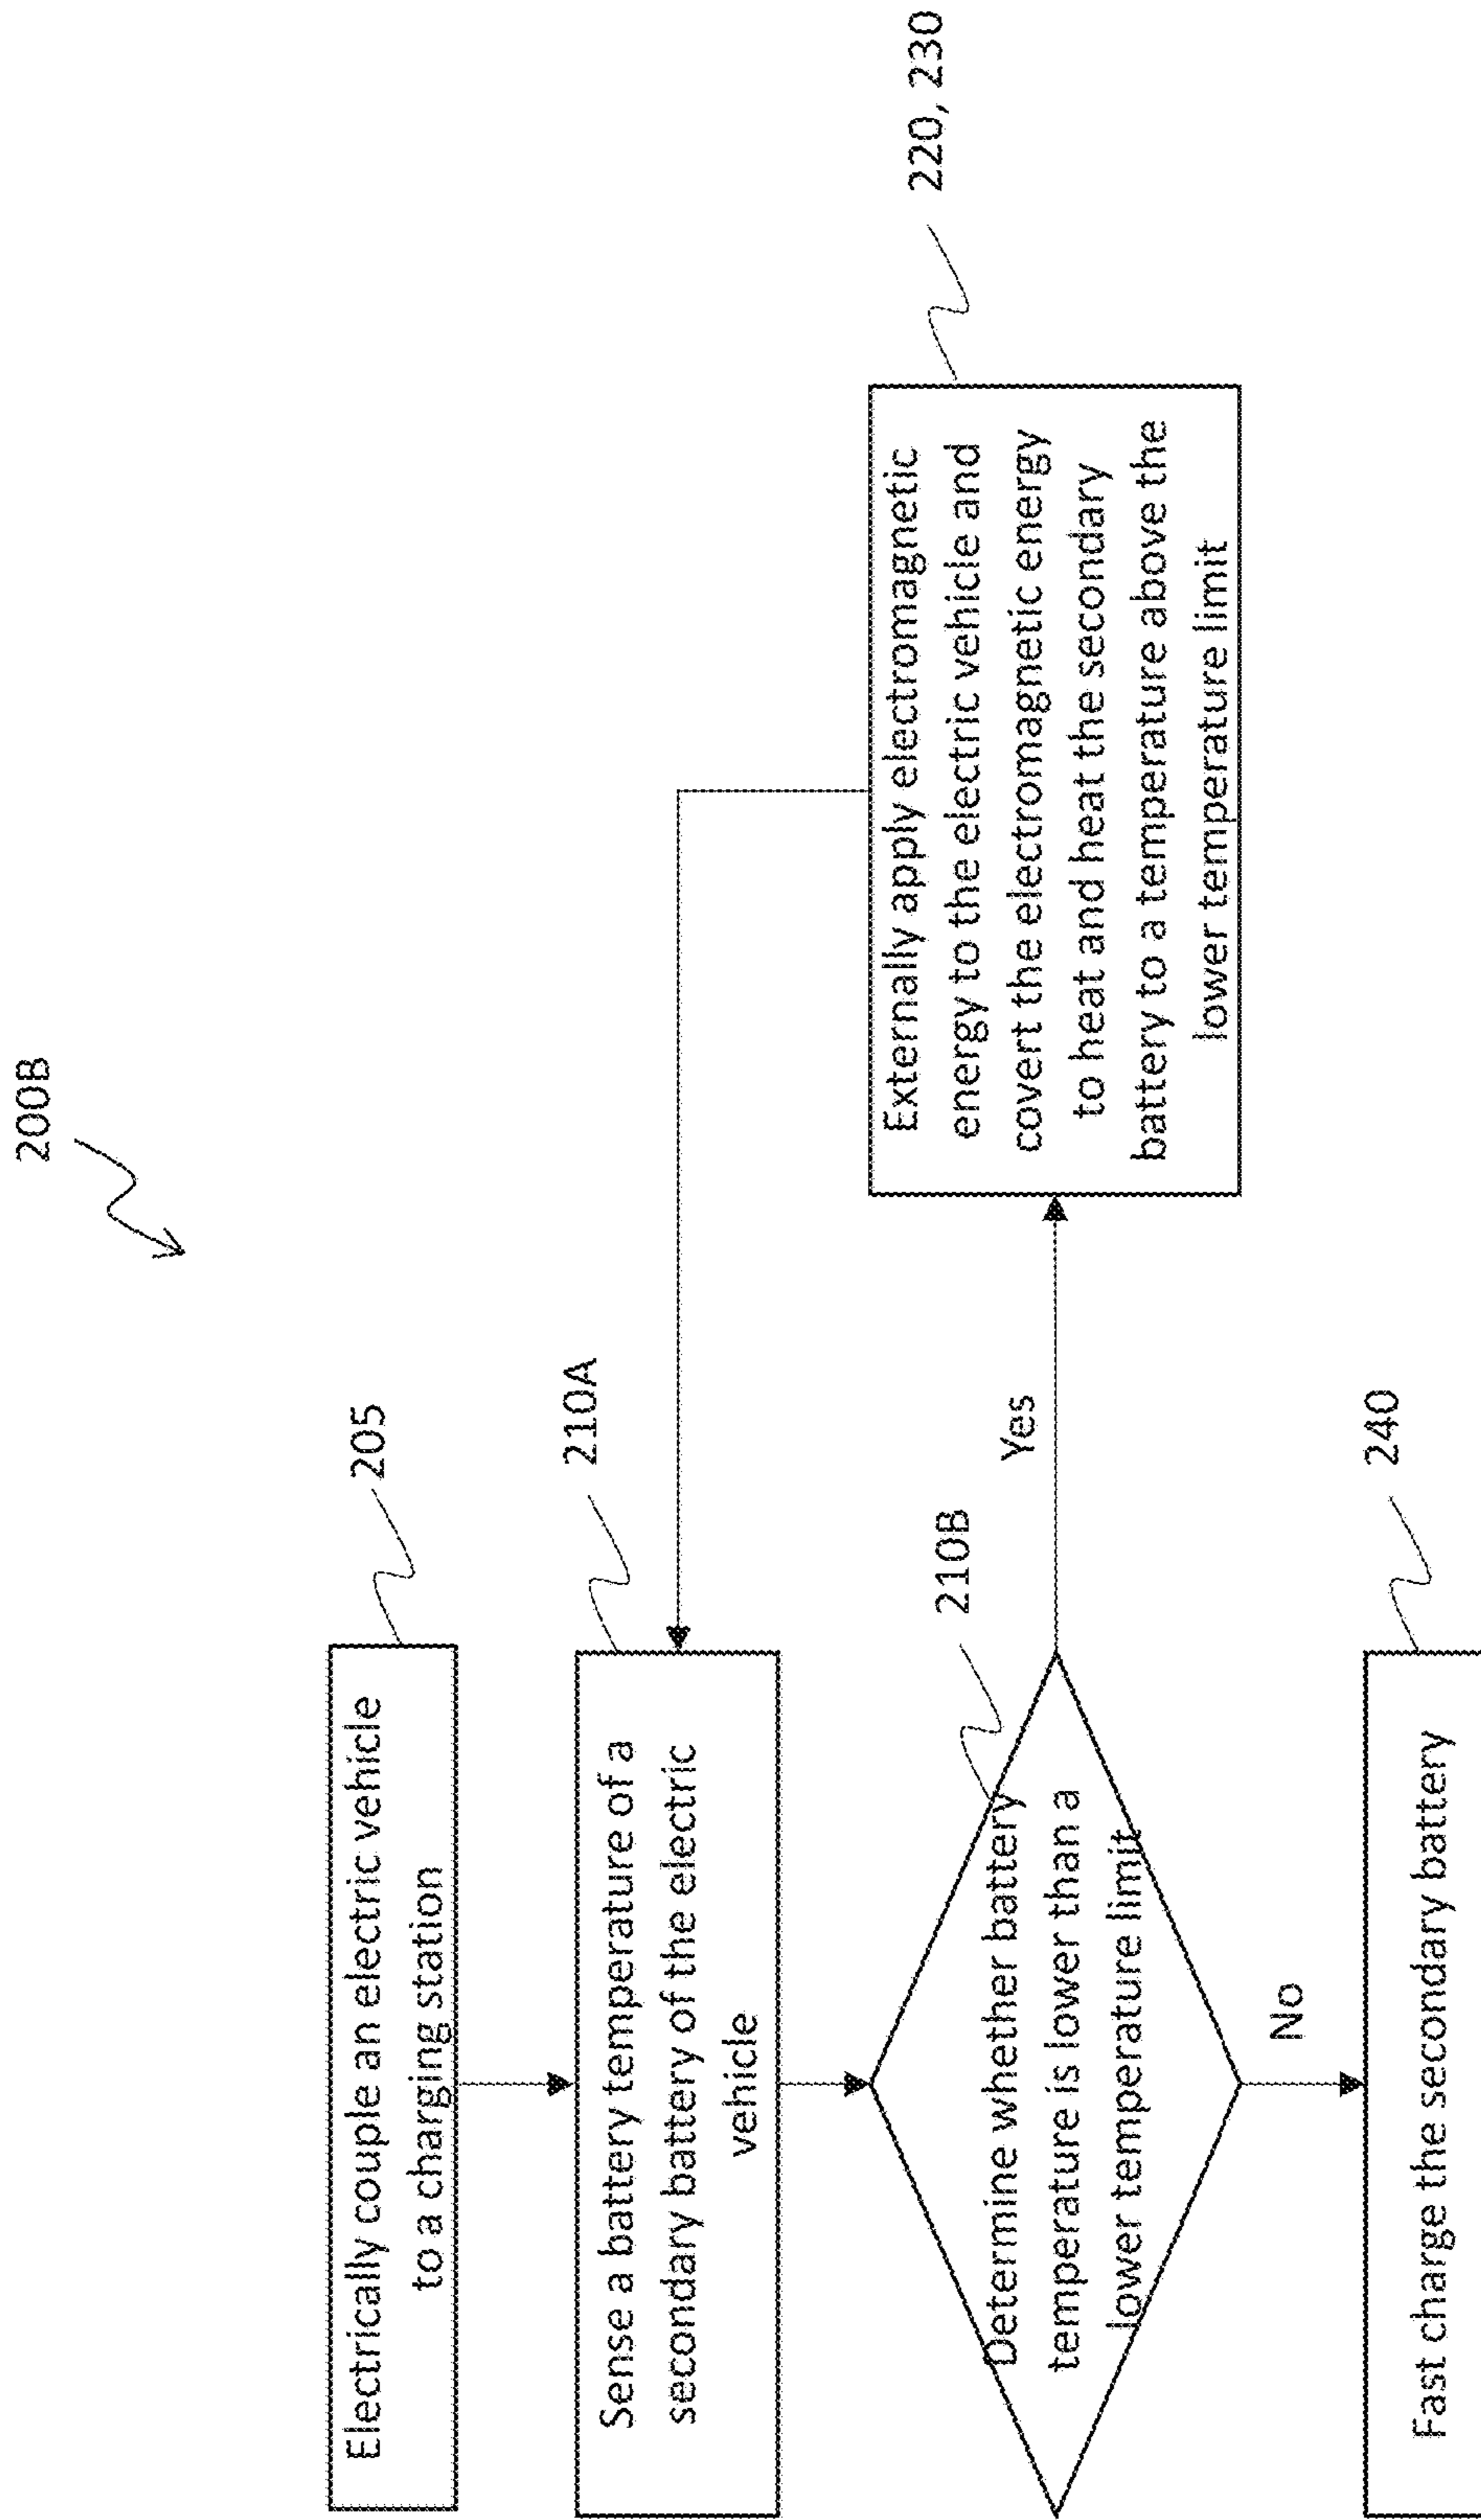 200B
Electrically couple an electric vehicle
to a charging station
205
Sense a battery temperature of a
secondary battery of the electric
vehicle
210A
Determine whether battery
temperature is lower than a
lower temperature limit
210B
Yes
Externally apply electromagnetic
energy to the electric vehicle and
covert the electromagnetic energy
to heat and heat the secondary
battery to a temperature above the
lower temperature limit
220, 230
No
Fast charge the secondary battery
240